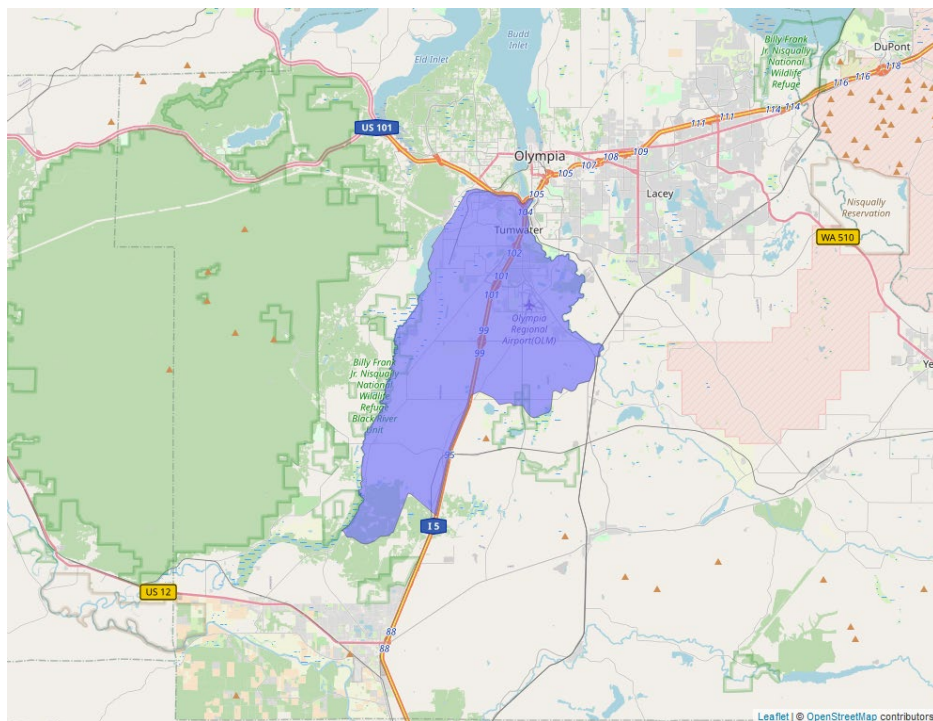 Budd
Inlet
Eld Inlet
Billy Frank
Jr. Nisqually
National
Wildlife
Refuge
DuPont
118
116
116
114
114
111
111
109
108
107
105
105
104
US 101
Olympia
Lacey
Nisqually
Reservation
WA 510
Tumwater
102
101
101
Olympia
Regional
Airport(OLM)
99
99
Billy Frank
Jr. Nisqually
National
Wildlife
Refuge
Black River
Unit
Ye
95
I 5
US 12
88
88
Leaflet | © OpenStreetMap contributors